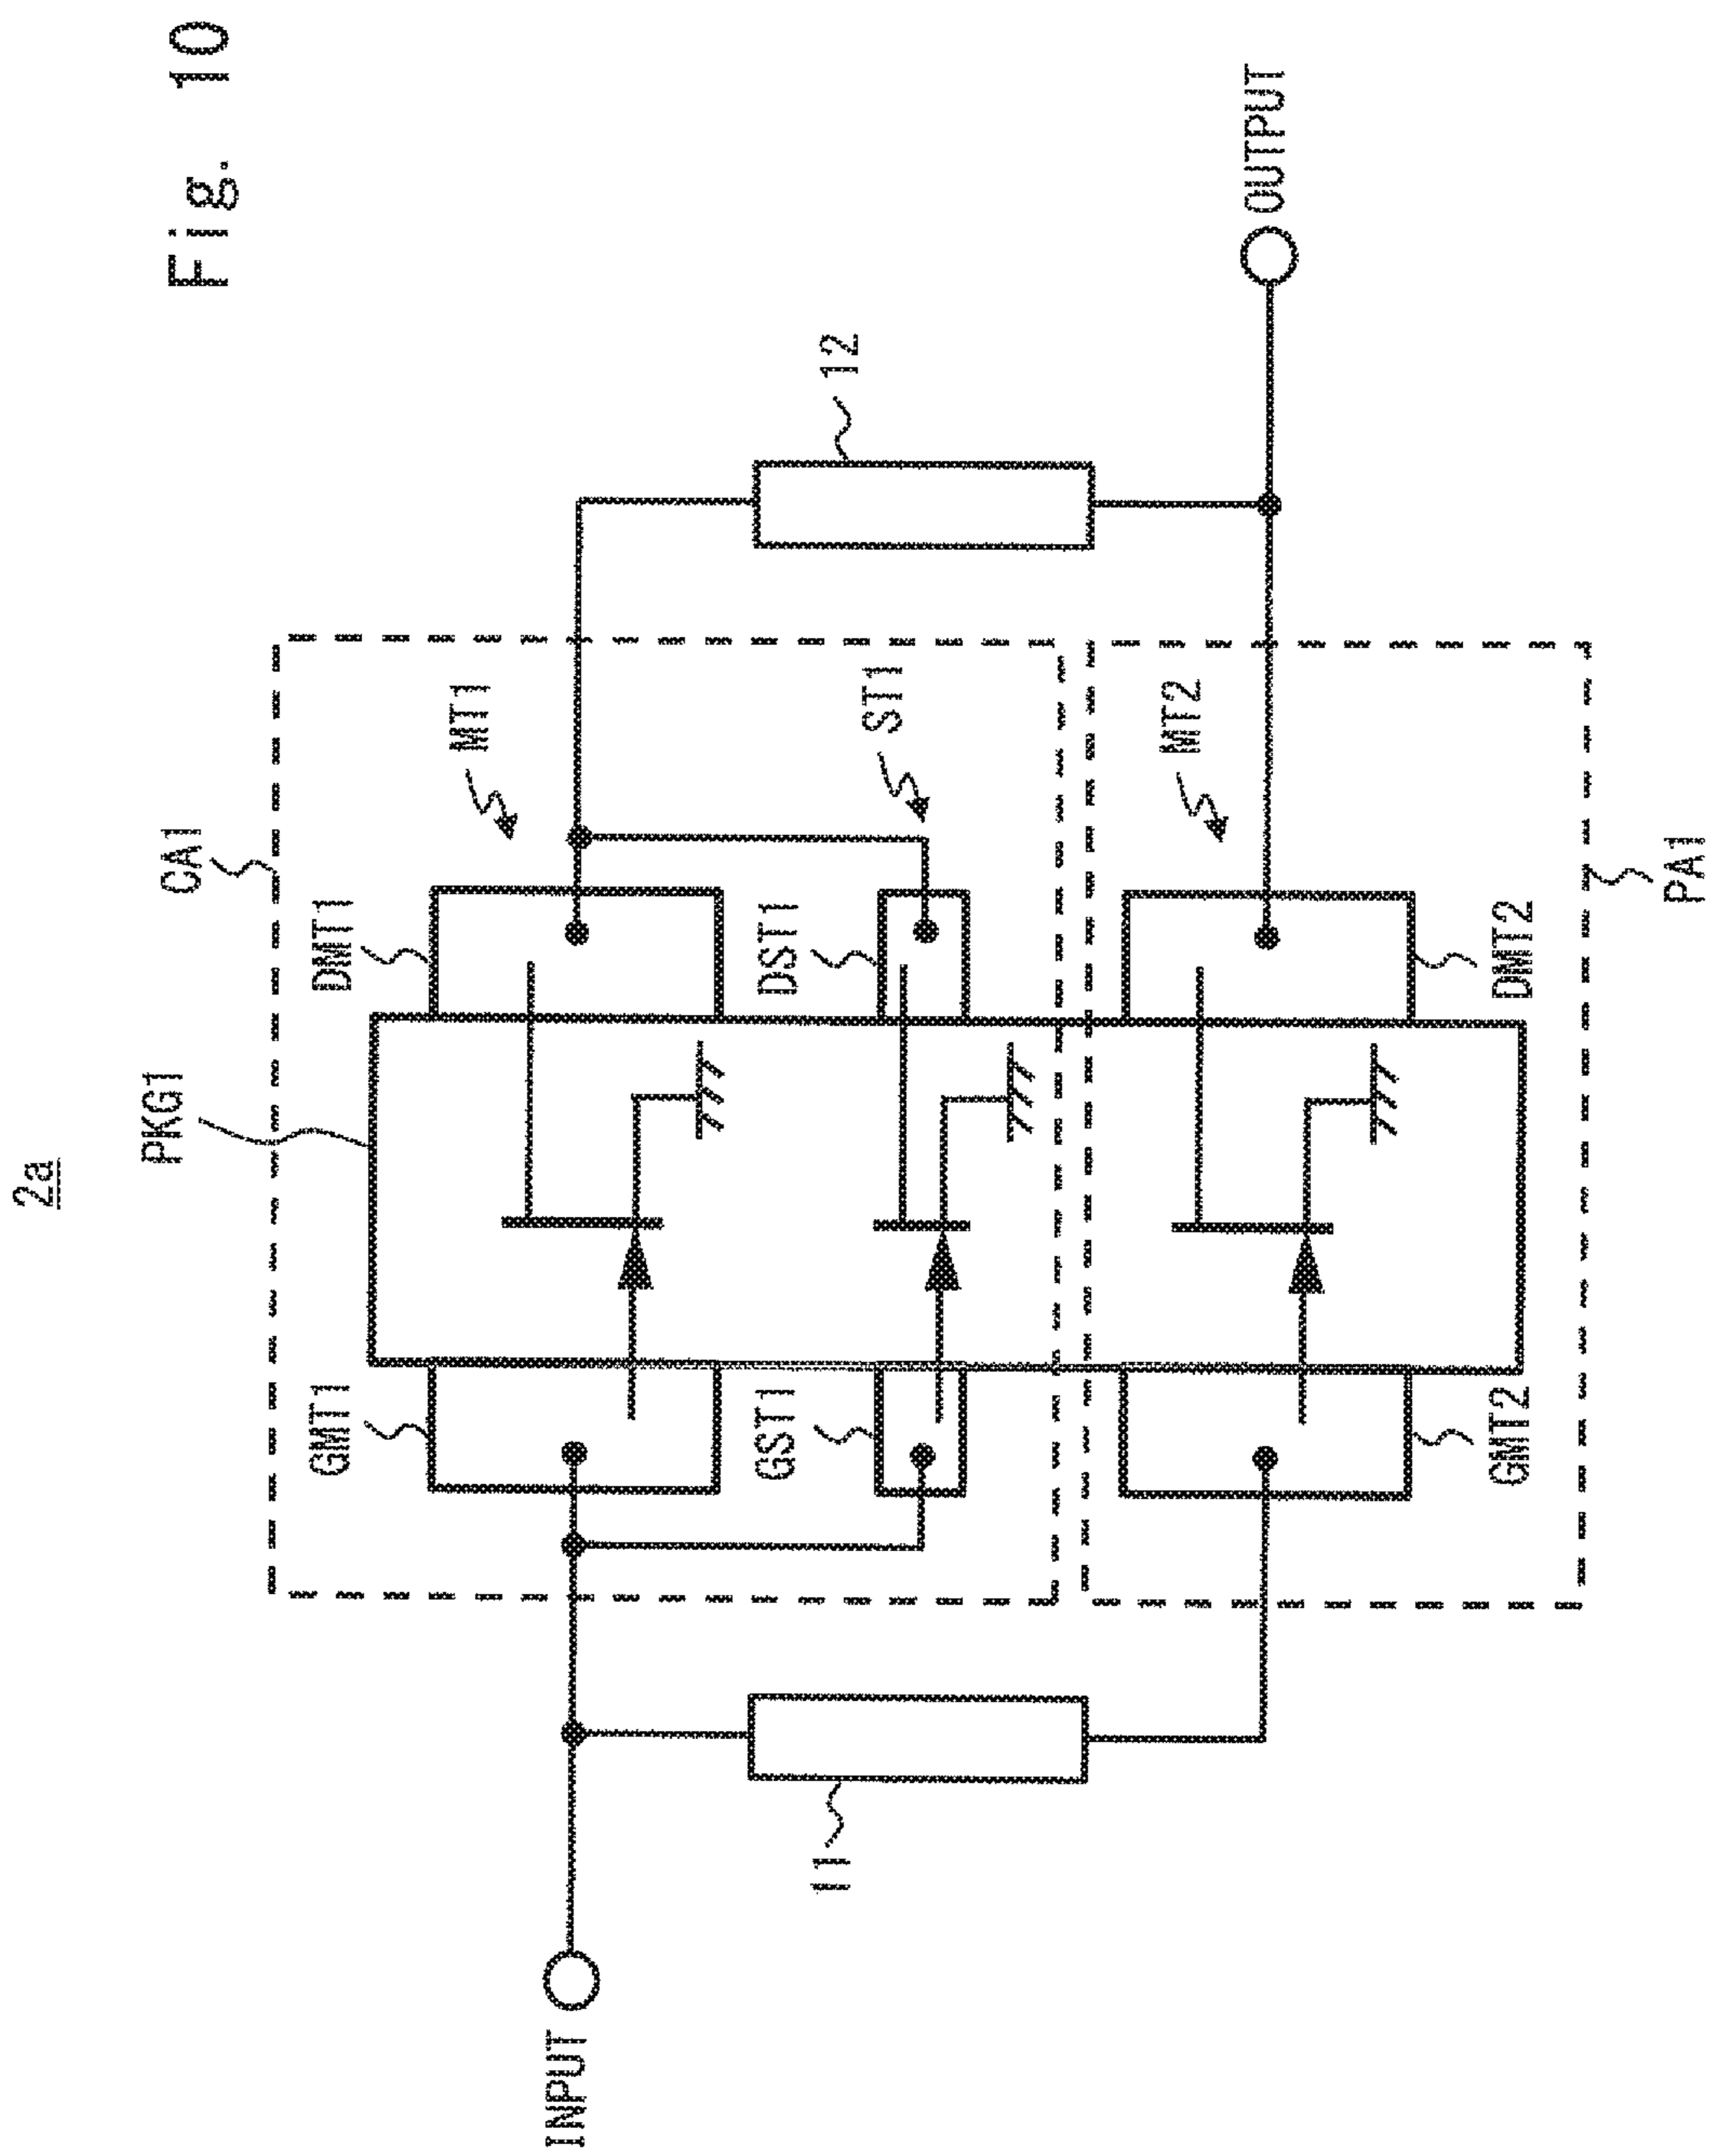 Fig. 10
2a
PKG1
CA1
GMT1
DMT1
MT1
GST1
DST1
ST1
INPUT
11
12
MT2
OUTPUT
GMT2
DMT2
PA1